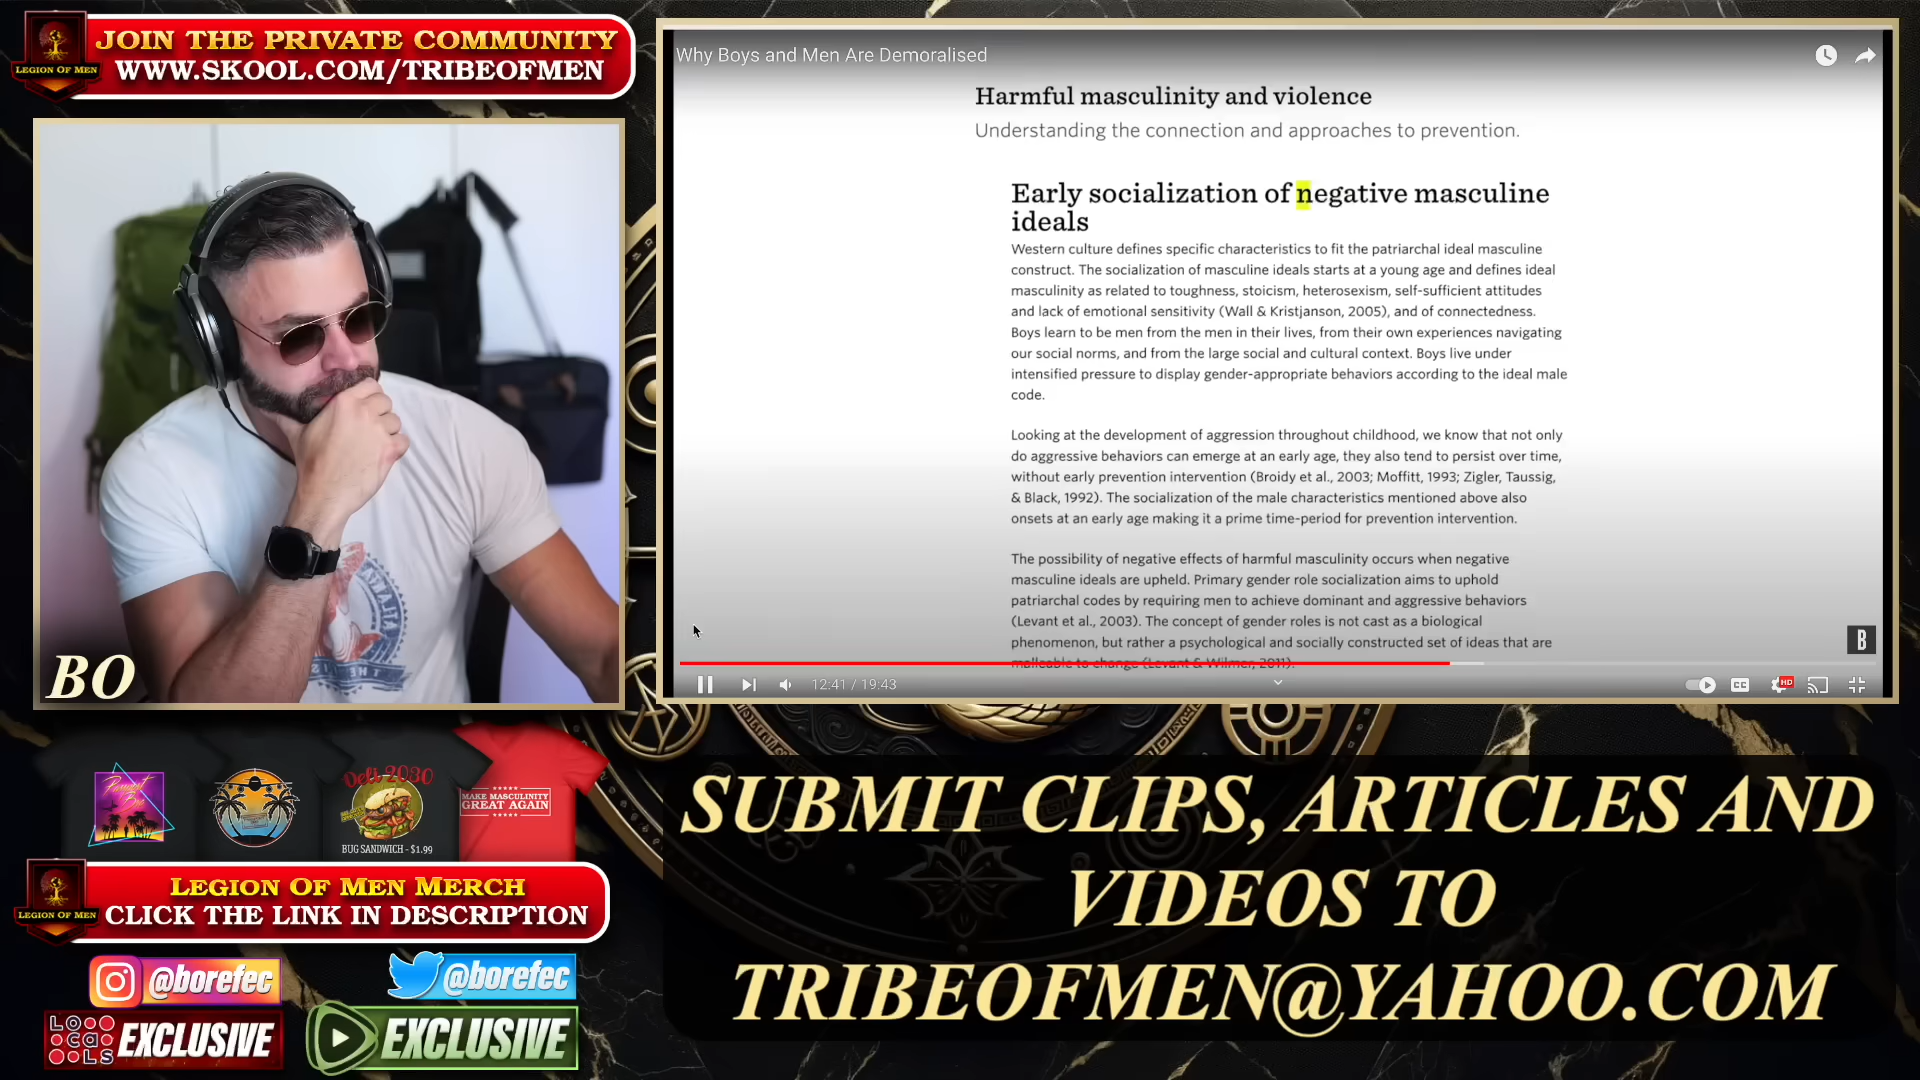 JOIN THE PRIVATE COMMUNITY
WWW.SKOOL.COM/TRIBEOFMEN
LEGION OF MEN
Why Boys and Men Are Demoralised
Harmful masculinity and violence
Understanding the connection and approaches to prevention.
Early socialization of negative masculine
ideals
Western culture defines specific characteristics to fit the patriarchal ideal masculine
construct. The socialization of masculine ideals starts at a young age and defines ideal
masculinity as related to toughness, stoicism, heterosexism, self-sufficient attitudes
and lack of emotional sensitivity (Wall & Kristjanson, 2005), and of connectedness.
Boys learn to be men from the men in their lives, from their own experiences navigating
our social norms, and from the large social and cultural context. Boys live under
intensified pressure to display gender-appropriate behaviors according to the ideal male
code.
Looking at the development of aggression throughout childhood, we know that not only
do aggressive behaviors can emerge at an early age, they also tend to persist over time,
without early prevention intervention (Broidy et al., 2003; Moffitt, 1993; Zigler, Taussig,
& Black, 1992). The socialization of the male characteristics mentioned above also
onsets at an early age making it a prime time-period for prevention intervention.
The possibility of negative effects of harmful masculinity occurs when negative
masculine ideals are upheld. Primary gender role socialization aims to uphold
patriarchal codes by requiring men to achieve dominant and aggressive behaviors
(Levant et al., 2003). The concept of gender roles is not cast as a biological
phenomenon, but rather a psychological and socially constructed set of ideas that are
malleable to change (Levant & Wilmer, 2011).
B
12:41 / 19:43
CC
HD
BO
Deli 2030
BUG SANDWICH - $1.99
MAKE MASCULINITY
GREAT AGAIN
LEGION OF MEN MERCH
CLICK THE LINK IN DESCRIPTION
LEGION OF MEN
@borefec
@borefec
LOCALS
EXCLUSIVE
EXCLUSIVE
SUBMIT CLIPS, ARTICLES AND
VIDEOS TO
TRIBEOFMEN@YAHOO.COM